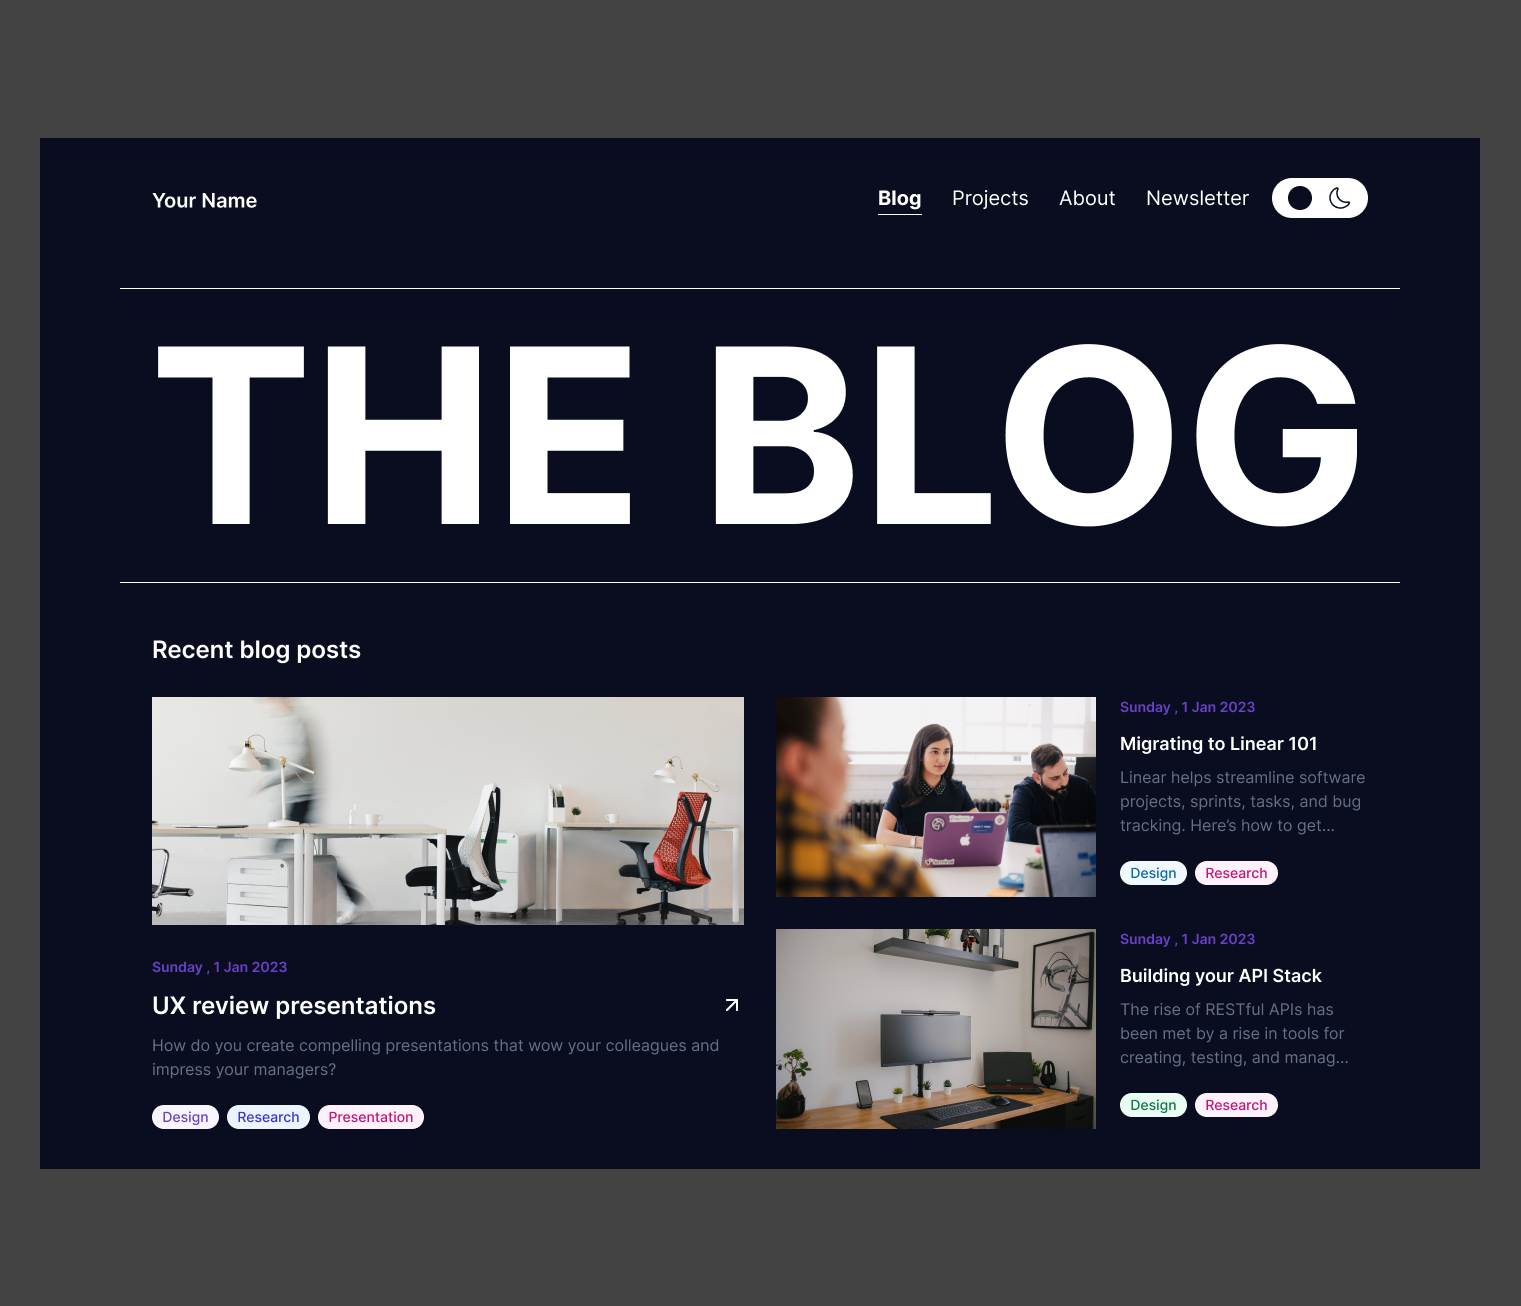 Your Name
Blog Projects About Newsletter
THE BLOG
Recent blog posts
Sunday , 1 Jan 2023
UX review presentations
How do you create compelling presentations that wow your colleagues and
impress your managers?
Design Research Presentation
Sunday , 1 Jan 2023
Migrating to Linear 101
Linear helps streamline software
projects, sprints, tasks, and bug
tracking. Here’s how to get...
Design Research
Sunday , 1 Jan 2023
Building your API Stack
The rise of RESTful APIs has
been met by a rise in tools for
creating, testing, and manag...
Design Research